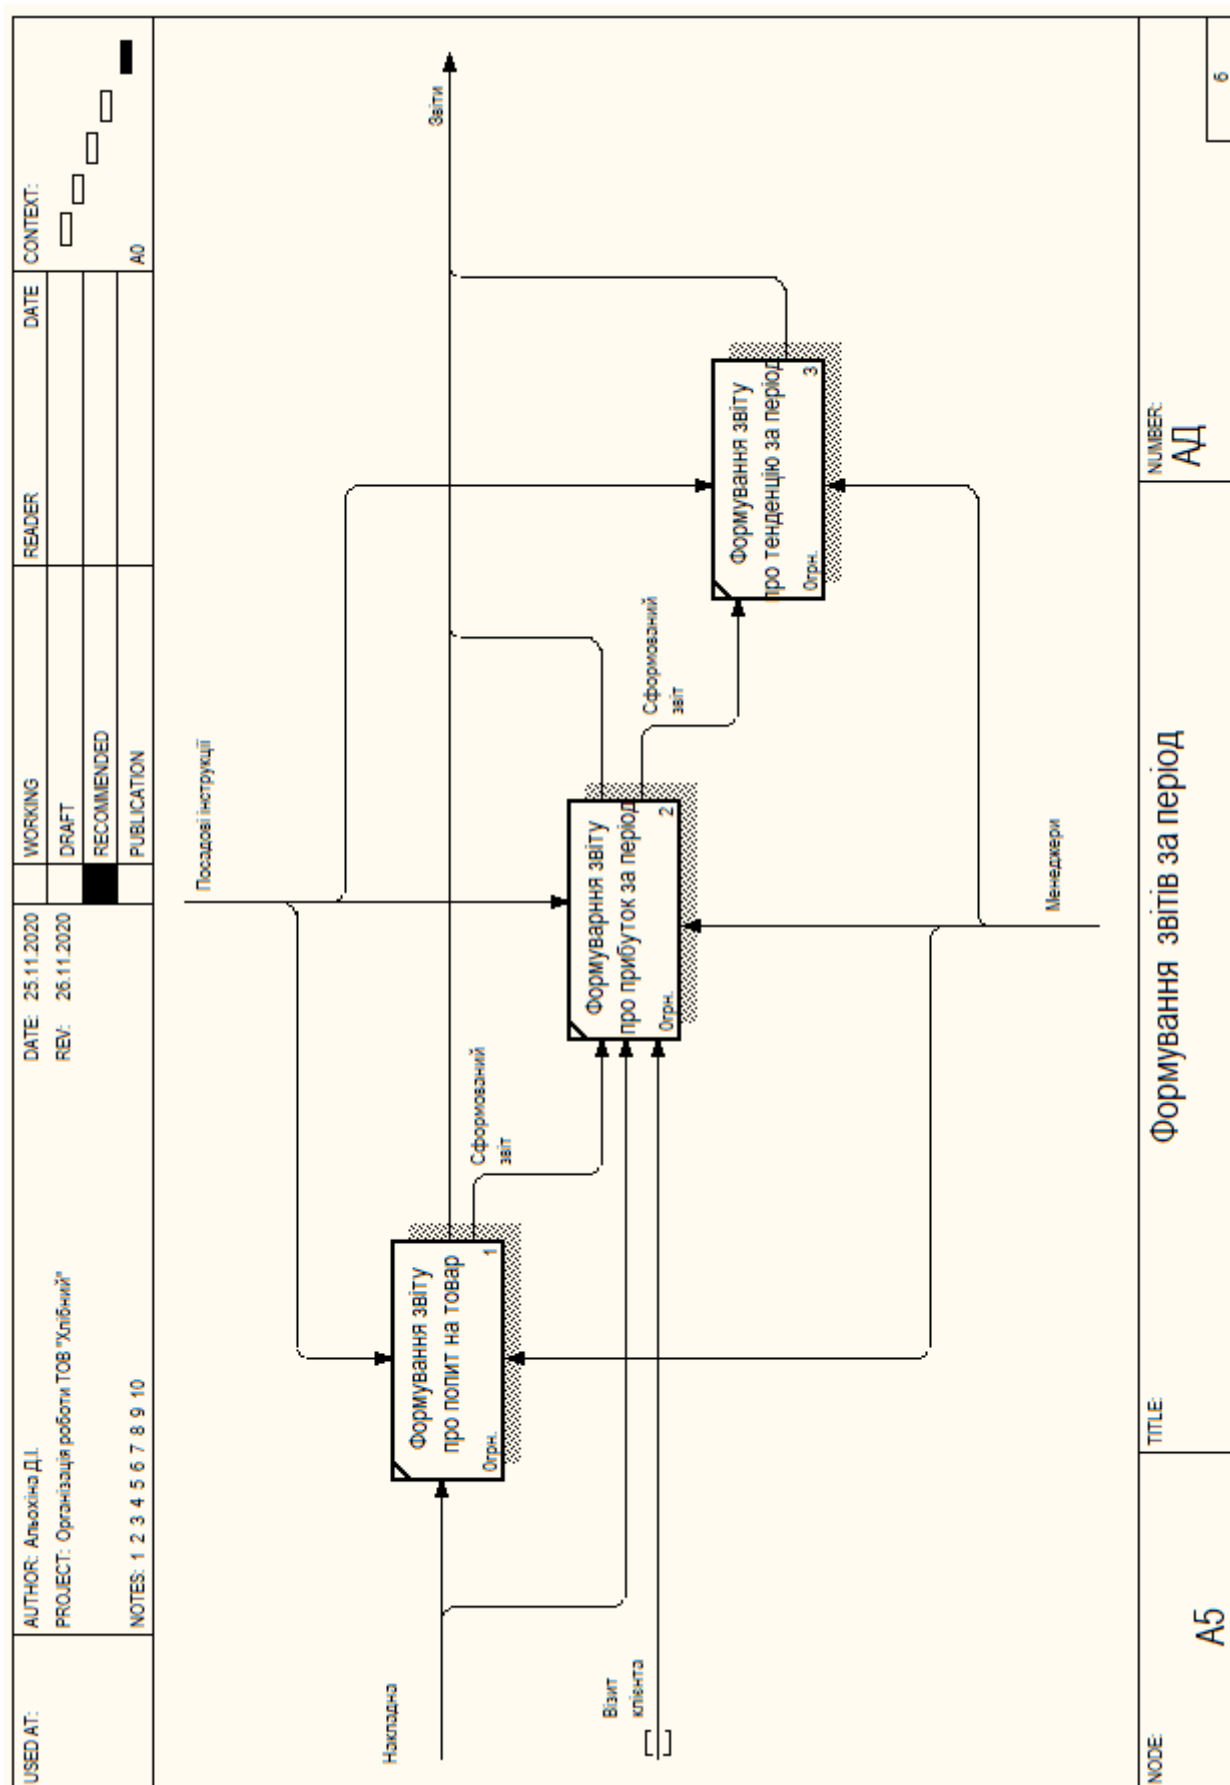 USED AT:
AUTHOR: Альохіна Д.І.
PROJECT: Організація роботи ТОВ "Хлібний"
NOTES: 1 2 3 4 5 6 7 8 9 10
DATE: 25.11.2020
REV: 26.11.2020
WORKING
DRAFT
RECOMMENDED
PUBLICATION
READER
DATE
CONTEXT:
A0
Посадові інструкції
Звіти
Накладна
Формування звіту
про попит на товар
0грн.
1
Сформований
звіт
Візит
клієнта
Формуварння звіту
про прибуток за період
0грн.
2
Сформований
звіт
Формування звіту
про тенденцію за період
0грн.
3
Менеджери
NODE:
A5
TITLE:
Формування звітів за період
NUMBER:
АД
6